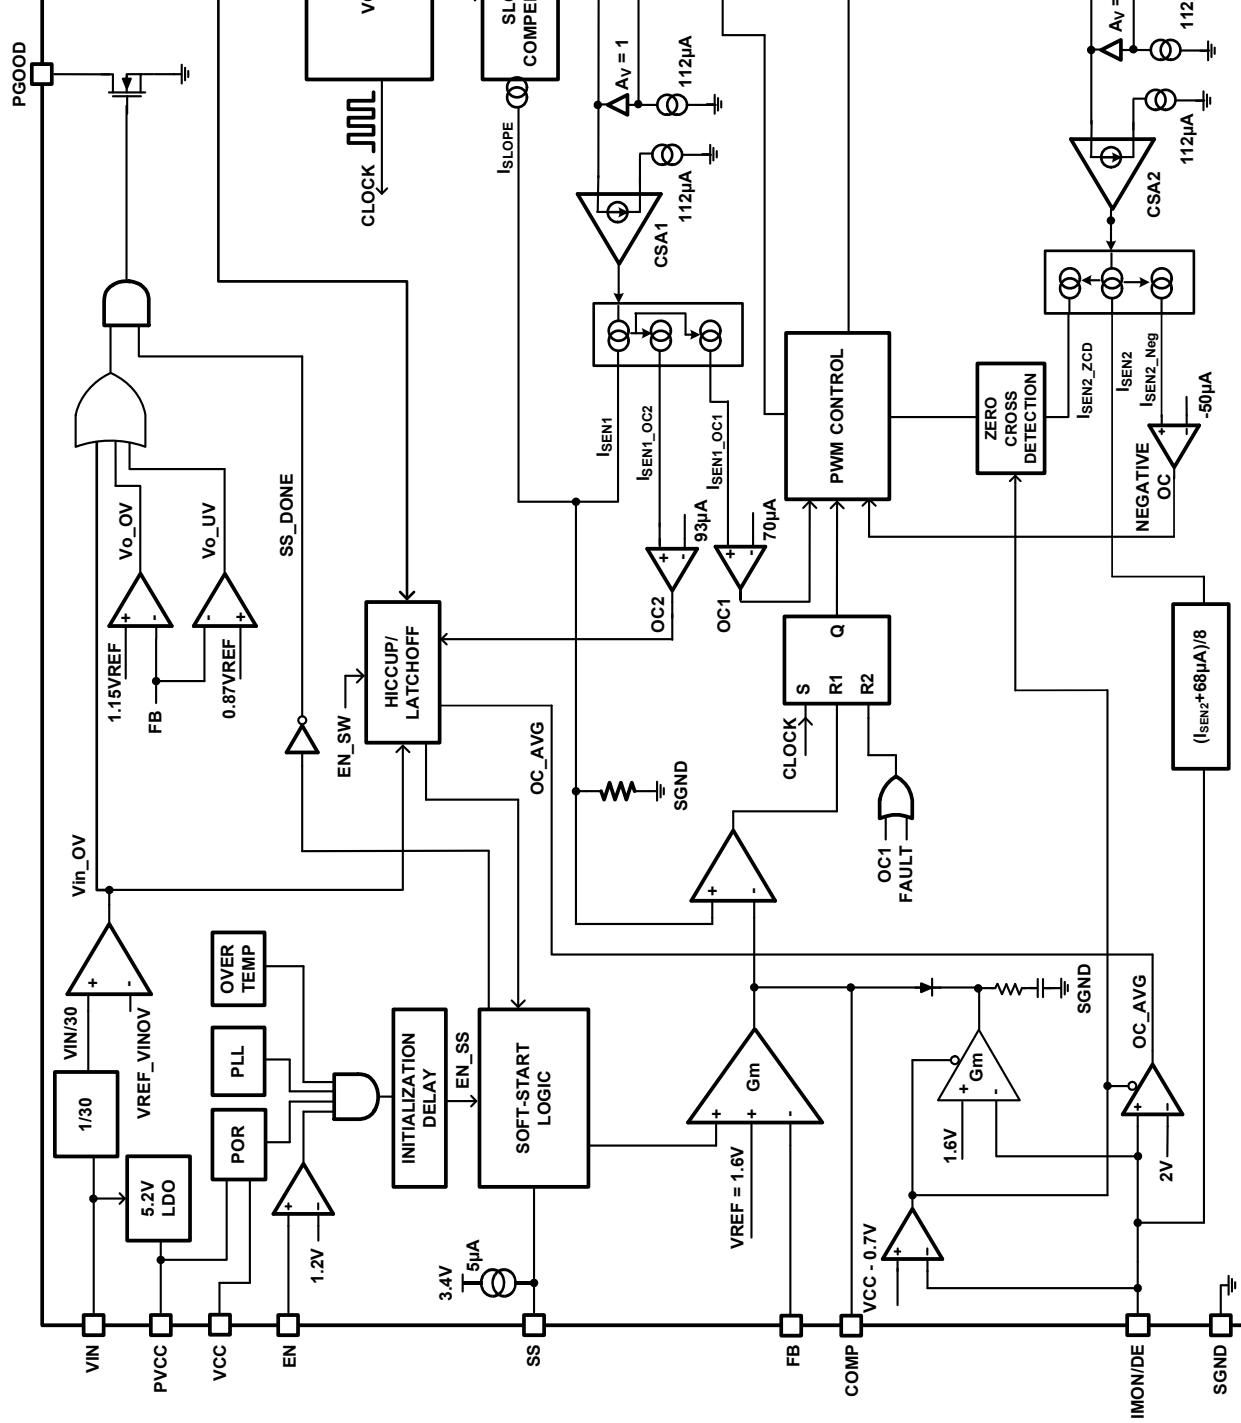 PGOOD
CLOCK
ISLOPE
AV = 1
112µA
112µA
CSA1
112µA
CSA2
ISEN1
ISEN1_OC2
ISEN1_OC1
93µA
70µA
OC2
OC1
PWM CONTROL
ZERO
CROSS
DETECTION
ISEN2_ZCD
ISEN2
ISEN2_Neg
-50µA
NEGATIVE
OC
Vo_OV
Vo_UV
SS_DONE
1.15VREF
FB
0.87VREF
+
-
-
+
EN_SW
HICCUP/
LATCHOFF
OC_AVG
SGND
CLOCK
S
R1
R2
Q
OC1
FAULT
(ISEN2+68µA)/8
Vin_OV
VIN/30
VREF_VINOV
1/30
5.2V
LDO
OVER
TEMP
PLL
POR
1.2V
INITIALIZATION
DELAY
EN_SS
SOFT-START
LOGIC
3.4V
5µA
Gm
VREF = 1.6V
+
+
-
Gm
1.6V
+
-
SGND
OC_AVG
2V
+
-
VCC - 0.7V
+
-
VIN
PVCC
VCC
EN
SS
FB
COMP
IMON/DE
SGND